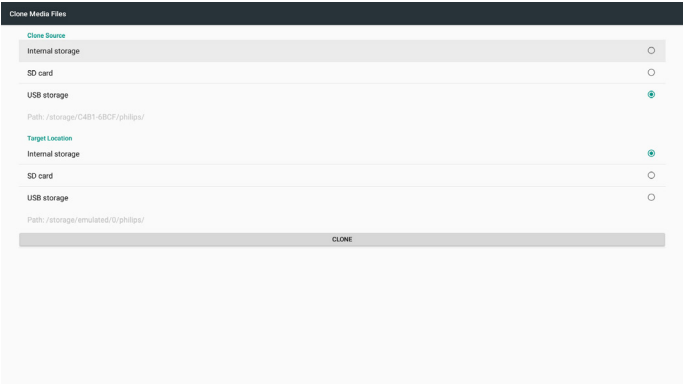 Clone Media Files
Clone Source
Internal storage
SD card
USB storage
Path: /storage/C4B1-6BCF/philips/
Target Location
Internal storage
SD card
USB storage
Path: /storage/emulated/0/philips/
CLONE